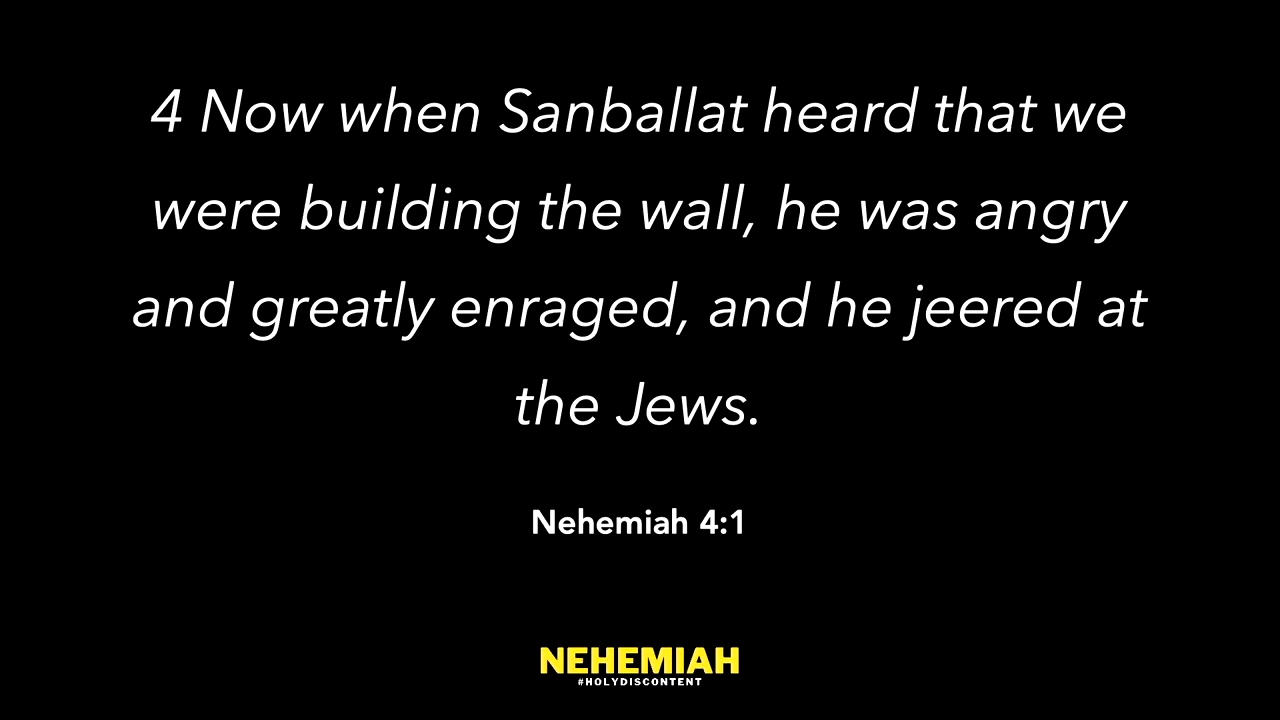 4 Now when Sanballat heard that we
were building the wall, he was angry
and greatly enraged, and he jeered at
the Jews.
Nehemiah 4:1
NEHEMIAH
#HOLYDISCONTENT